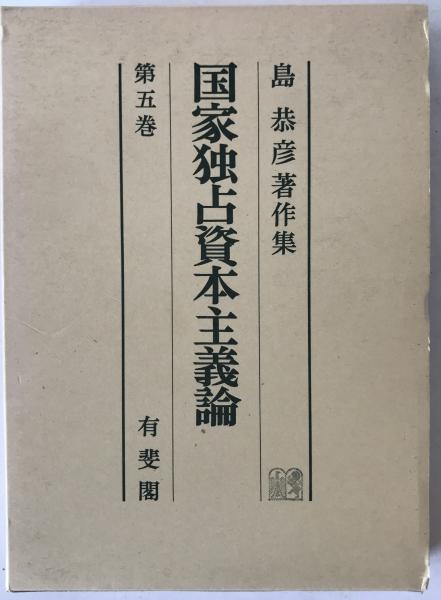 島恭彦著作集
国家独占資本主義論
第五巻
有斐閣